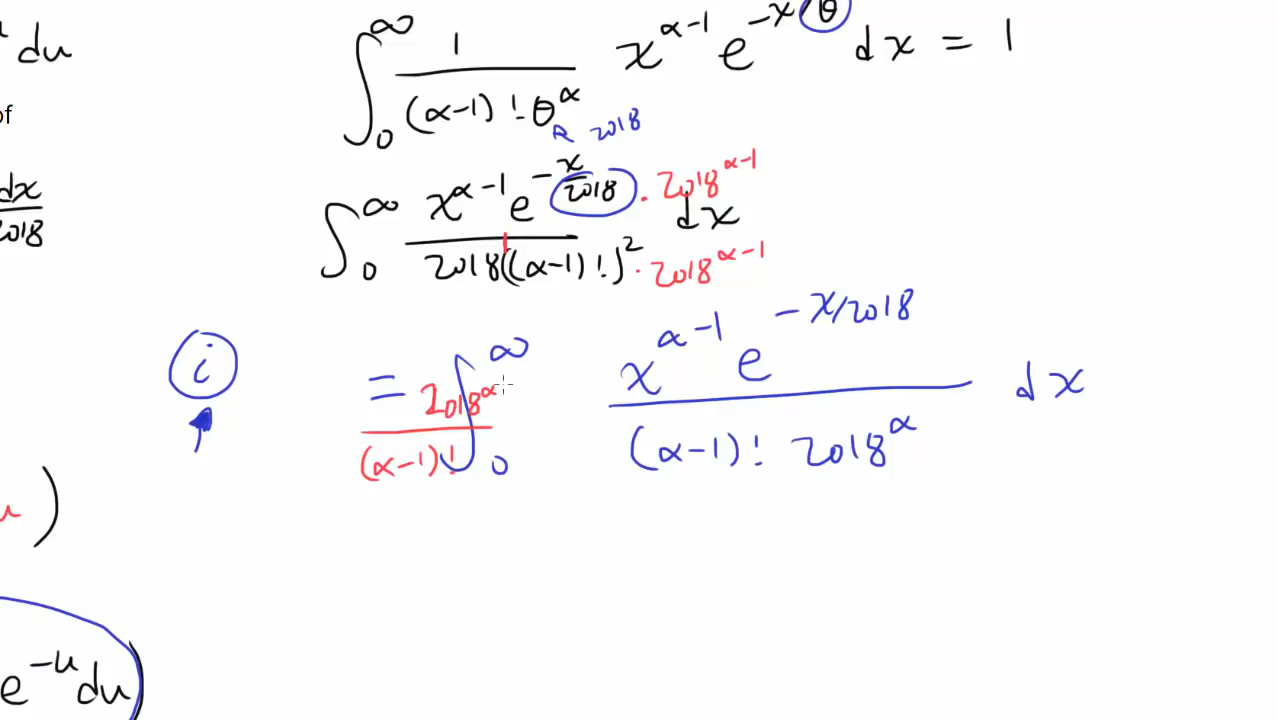 du
∫₀^∞ 1/((α-1)! θ^α) x^(α-1) e^(-x/θ) dx = 1
of
2018
dx/2018
∫₀^∞ x^(α-1) e^(-x/2018) · 2018^(α-1) / 2018((α-1)!)² · 2018^(α-1) dx
i
= 2018^α/(α-1)! ∫₀^∞ x^(α-1) e^(-x/2018) / (α-1)! 2018^α dx
u )
e^(-u) du )